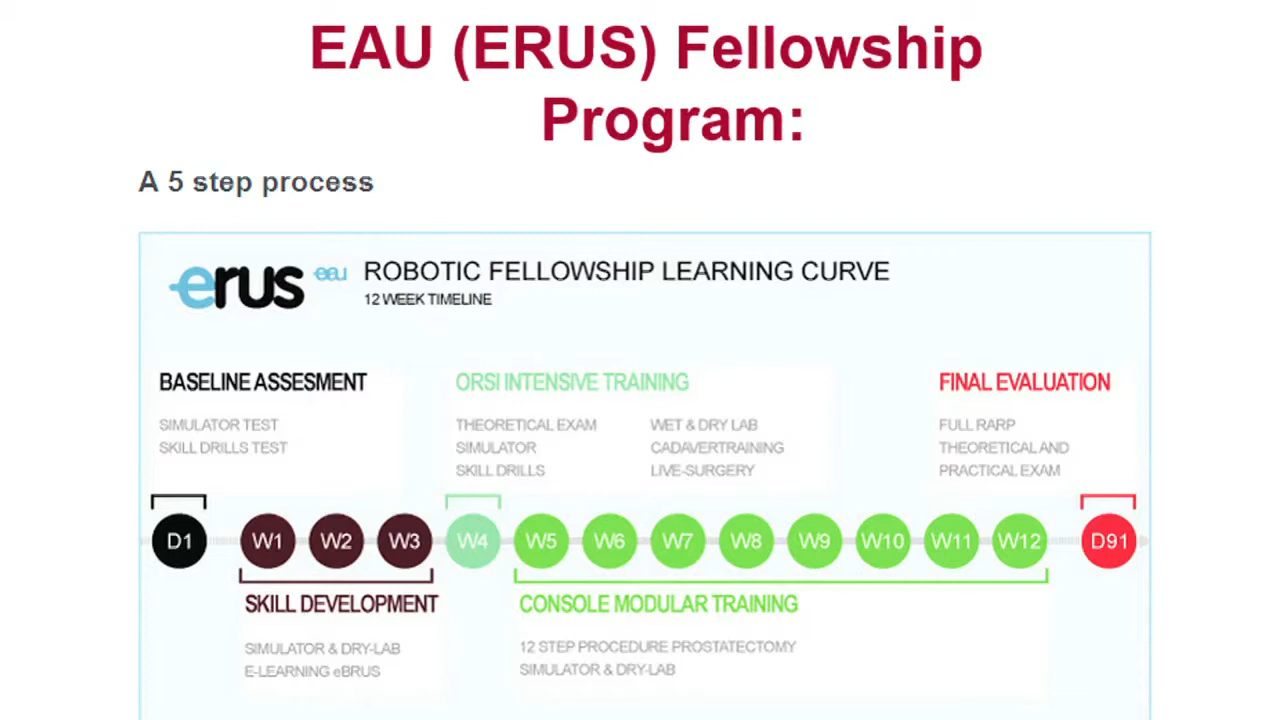 EAU (ERUS) Fellowship
Program:
A 5 step process
erus eau ROBOTIC FELLOWSHIP LEARNING CURVE
12 WEEK TIMELINE
BASELINE ASSESMENT
SIMULATOR TEST
SKILL DRILLS TEST
ORSI INTENSIVE TRAINING
THEORETICAL EXAM
SIMULATOR
SKILL DRILLS
WET & DRY LAB
CADAVERTRAINING
LIVE-SURGERY
FINAL EVALUATION
FULL RARP
THEORETICAL AND
PRACTICAL EXAM
D1 W1 W2 W3 W4 W5 W6 W7 W8 W9 W10 W11 W12 D91
SKILL DEVELOPMENT
SIMULATOR & DRY-LAB
E-LEARNING eBRUS
CONSOLE MODULAR TRAINING
12 STEP PROCEDURE PROSTATECTOMY
SIMULATOR & DRY-LAB